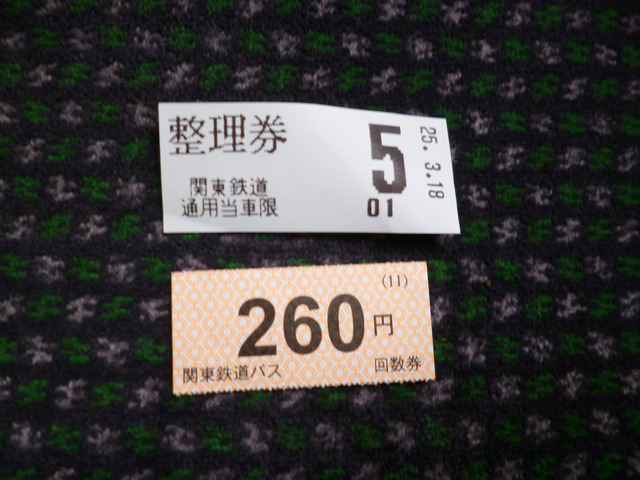 整理券
5
25.3.18
関東鉄道
通用当車限
01
(11)
260円
関東鉄道バス
回数券